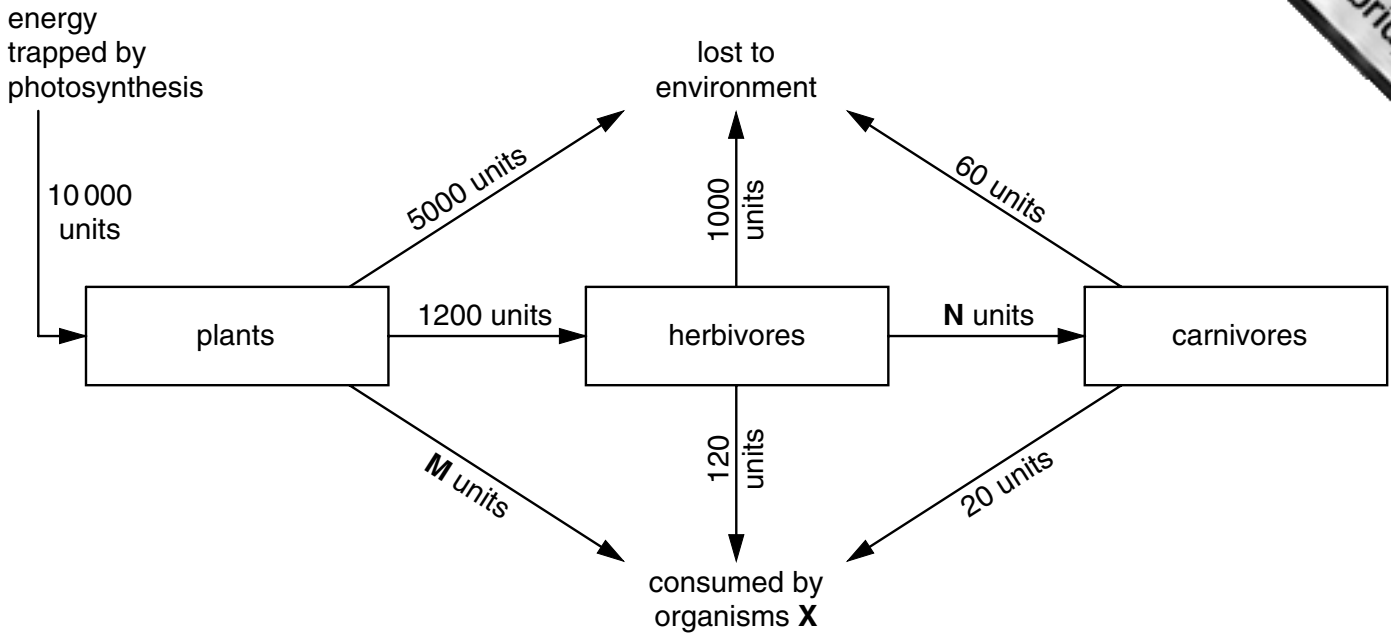 energy
trapped by
photosynthesis
lost to
environment
10 000
units
5000 units
1000
units
60 units
plants
1200 units
herbivores
N units
carnivores
M units
120
units
20 units
consumed by
organisms X